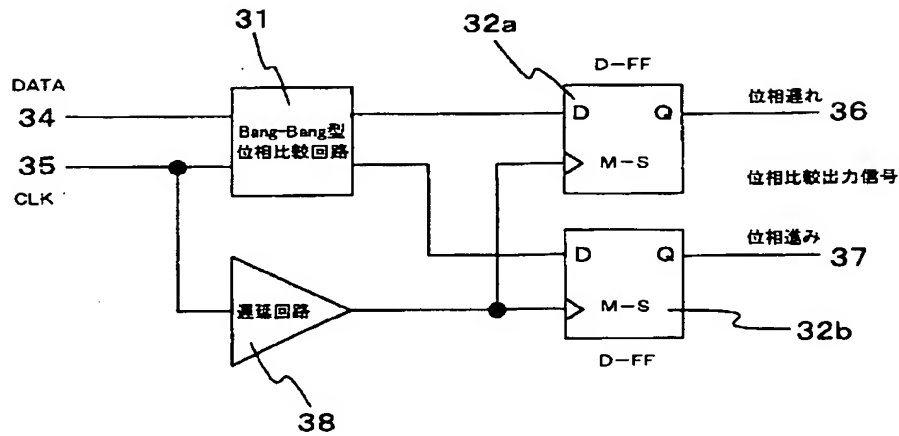 31
32a
D-FF
DATA
34
35
CLK
Bang-Bang型
位相比較回路
D Q
M-S
位相遅れ
36
位相比較出力信号
D Q
M-S
D-FF
位相進み
37
32b
遅延回路
38